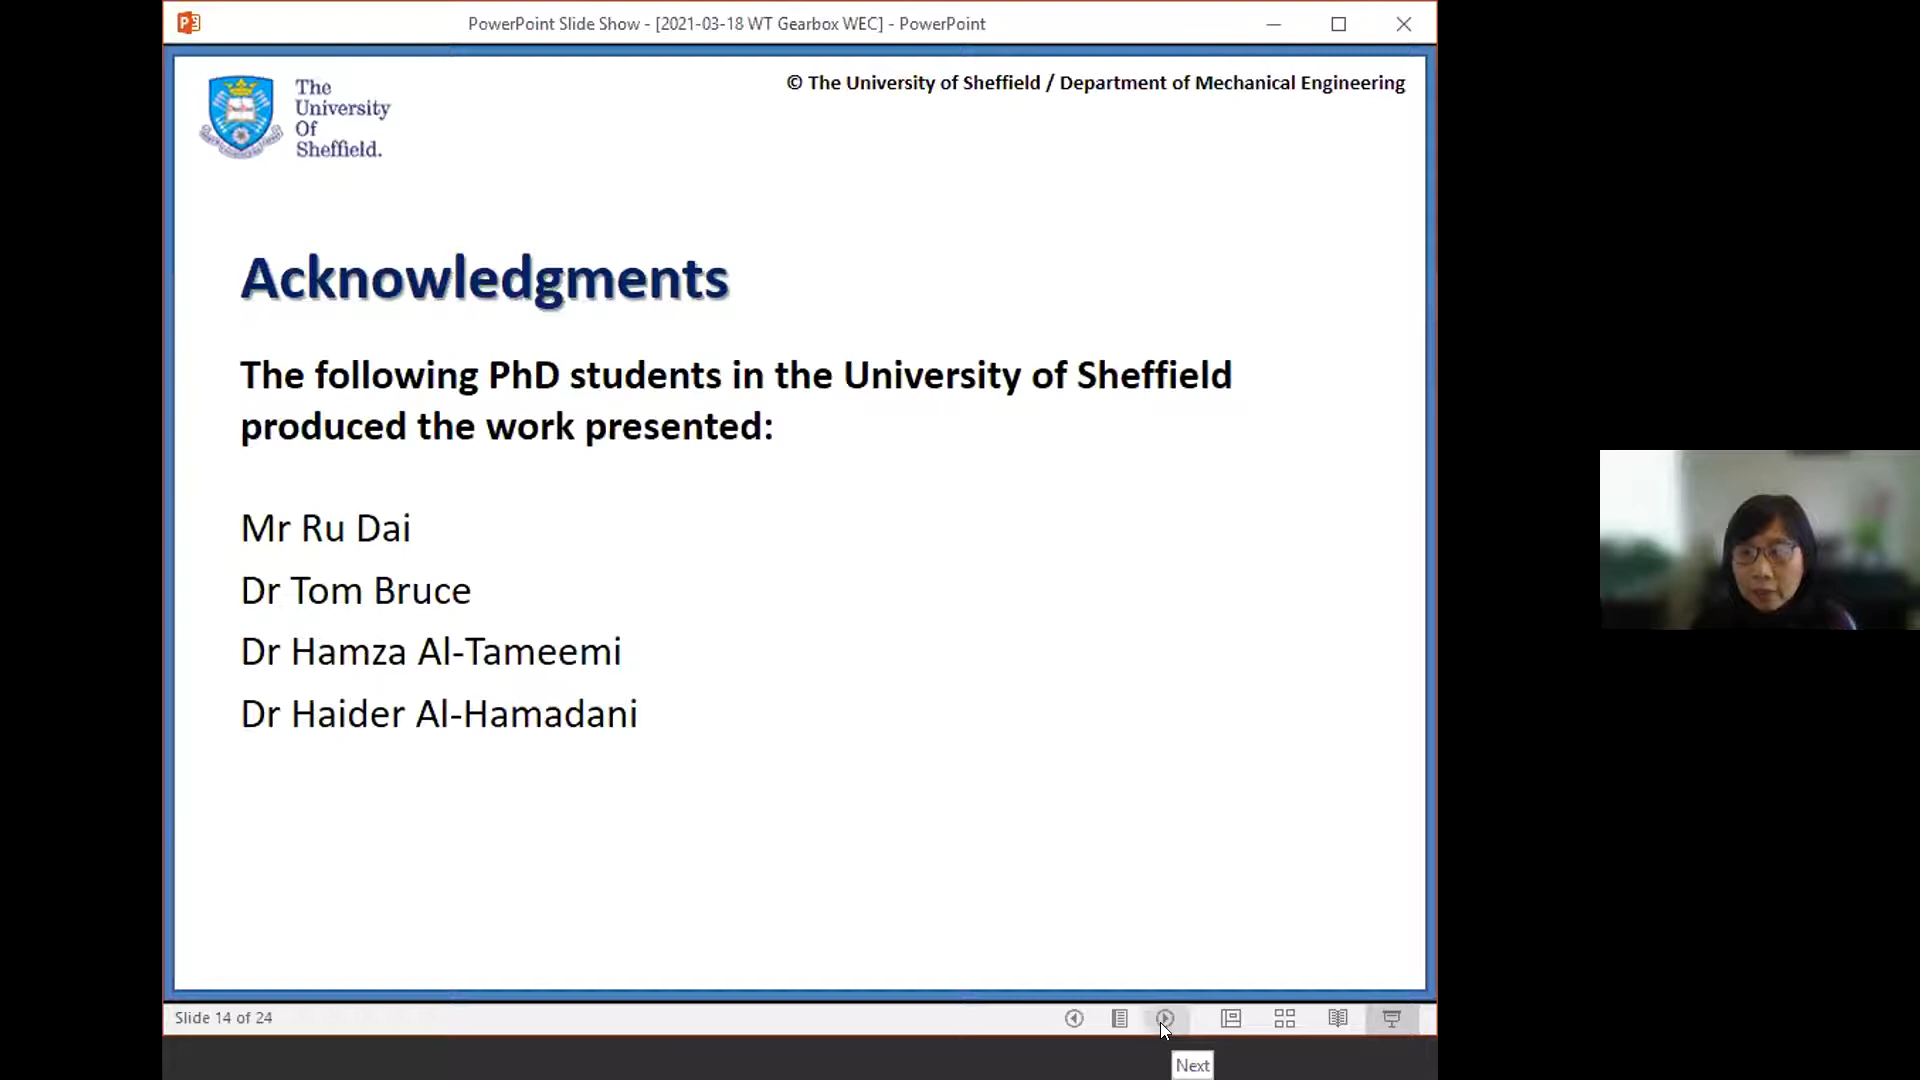 PowerPoint Slide Show - [2021-03-18 WT Gearbox WEC] - PowerPoint
The
University
Of
Sheffield.
© The University of Sheffield / Department of Mechanical Engineering
Acknowledgments
The following PhD students in the University of Sheffield
produced the work presented:
Mr Ru Dai
Dr Tom Bruce
Dr Hamza Al-Tameemi
Dr Haider Al-Hamadani
Slide 14 of 24
Next